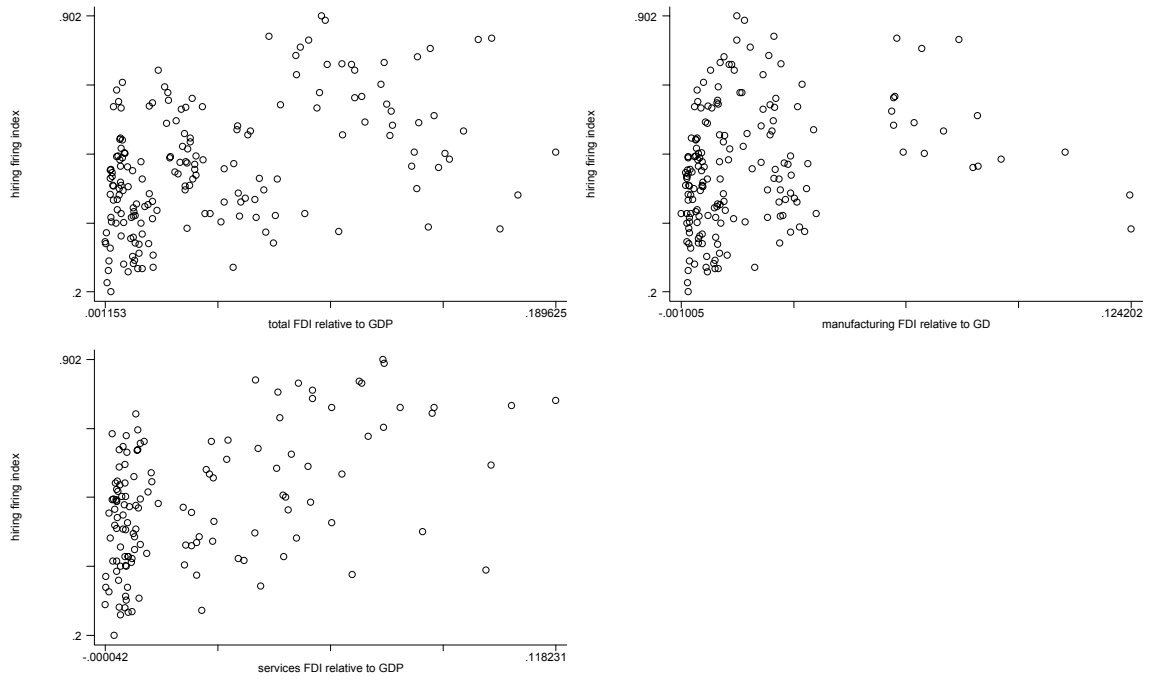 .902
hiring firing index
.2
.001153
.189625
total FDI relative to GDP
.902
hiring firing index
.2
-.001005
.124202
manufacturing FDI relative to GD
.902
hiring firing index
.2
-.000042
.118231
services FDI relative to GDP